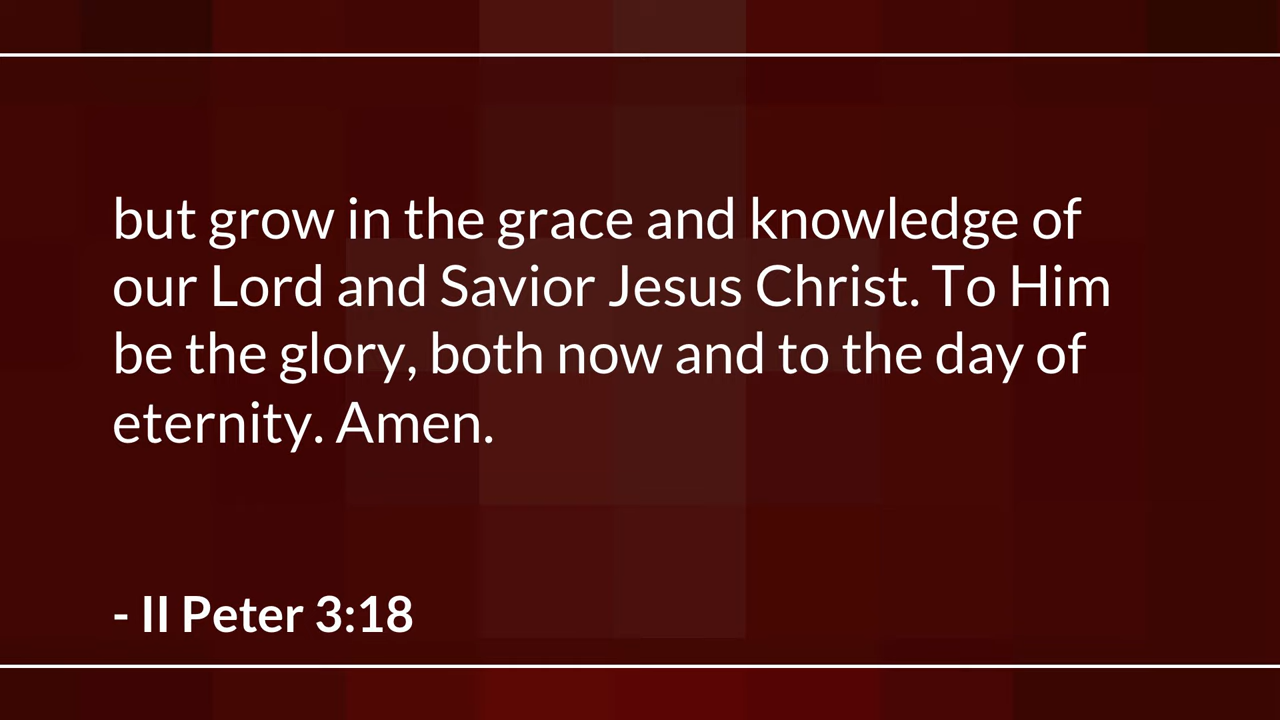 but grow in the grace and knowledge of
our Lord and Savior Jesus Christ. To Him
be the glory, both now and to the day of
eternity. Amen.
- II Peter 3:18